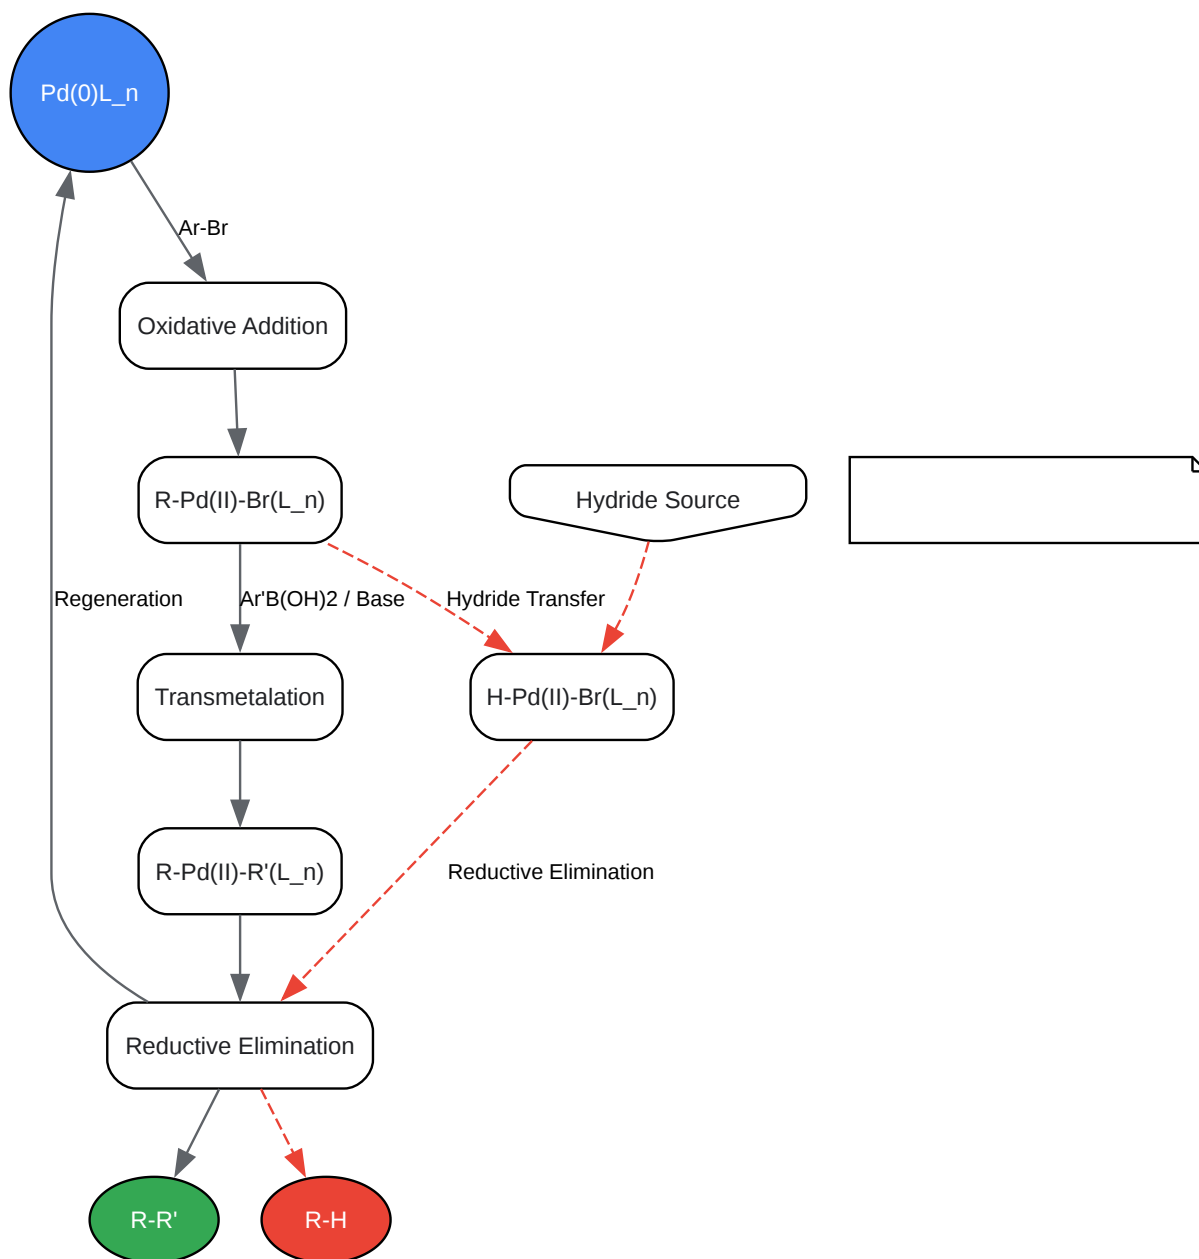 Pd(0)L_n
Ar-Br
Oxidative Addition
R-Pd(II)-Br(L_n)
Hydride Source
Regeneration
Ar'B(OH)2 / Base
Hydride Transfer
Transmetalation
H-Pd(II)-Br(L_n)
R-Pd(II)-R'(L_n)
Reductive Elimination
Reductive Elimination
R-R'
R-H